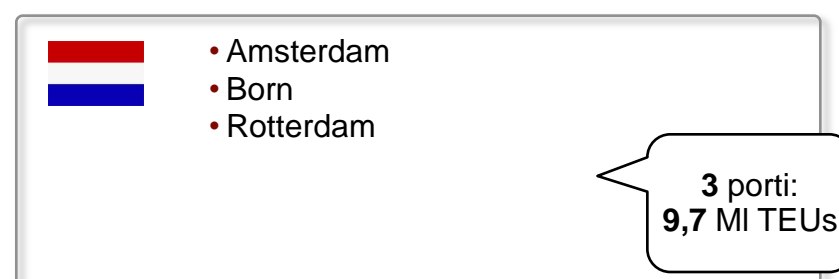 • Amsterdam
• Born
• Rotterdam
3 porti:
9,7 Ml TEUs